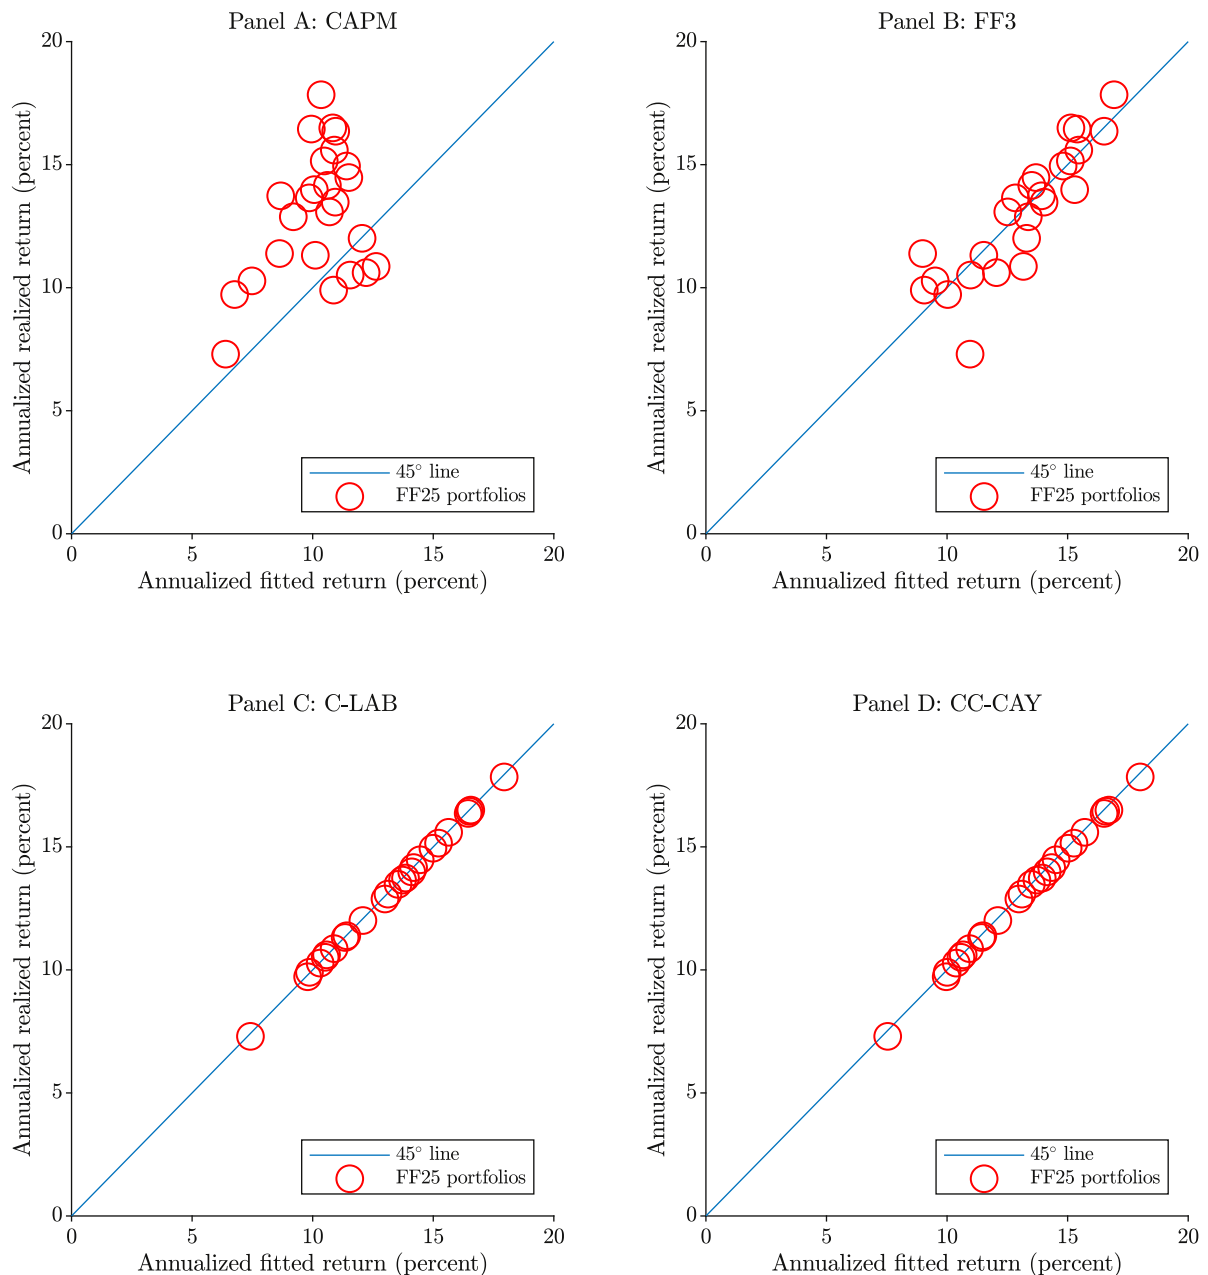 Panel A: CAPM
Annualized realized return (percent)
20
15
10
5
0
0 5 10 15 20
Annualized fitted return (percent)
45° line
FF25 portfolios
Panel B: FF3
Annualized realized return (percent)
20
15
10
5
0
0 5 10 15 20
Annualized fitted return (percent)
45° line
FF25 portfolios
Panel C: C-LAB
Annualized realized return (percent)
20
15
10
5
0
0 5 10 15 20
Annualized fitted return (percent)
45° line
FF25 portfolios
Panel D: CC-CAY
Annualized realized return (percent)
20
15
10
5
0
0 5 10 15 20
Annualized fitted return (percent)
45° line
FF25 portfolios